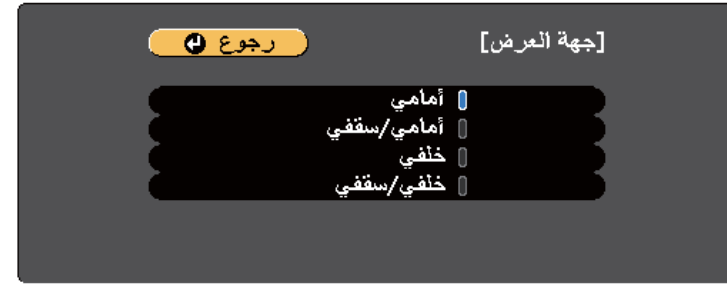 [جهة العرض]
رجوع
أمامي
أمامي/سقفي
خلفي
خلفي/سقفي